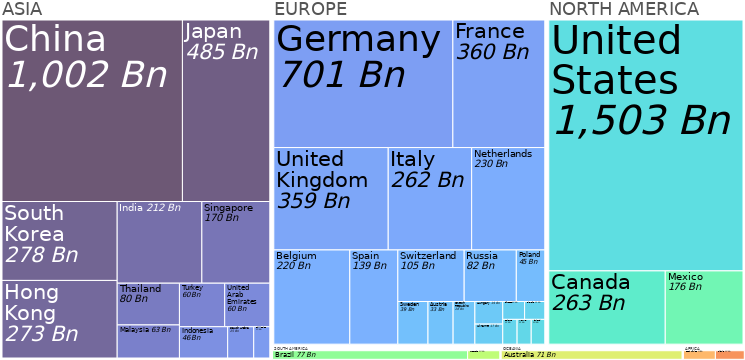 ASIA
China
1,002 Bn
Japan
485 Bn
South
Korea
278 Bn
Hong
Kong
273 Bn
India 212 Bn
Singapore
170 Bn
Thailand
80 Bn
Turkey
60Bn
United
Arab
Emirates
60 Bn
Malaysia 63 Bn
Indonesia
46Bn
EUROPE
Germany
701 Bn
France
360 Bn
United
Kingdom
359 Bn
Italy
262 Bn
Netherlands
230 Bn
Belgium
220 Bn
Spain
139 Bn
Switzerland
105 Bn
Russia
82 Bn
Poland
45 Bn
Sweden
39 Bn
Austria
33 Bn
NORTH AMERICA
United
States
1,503 Bn
Canada
263 Bn
Mexico
176 Bn
SOUTH AMERICA
Brazil 77 Bn
OCEANIA
Australia 71 Bn
AFRICA